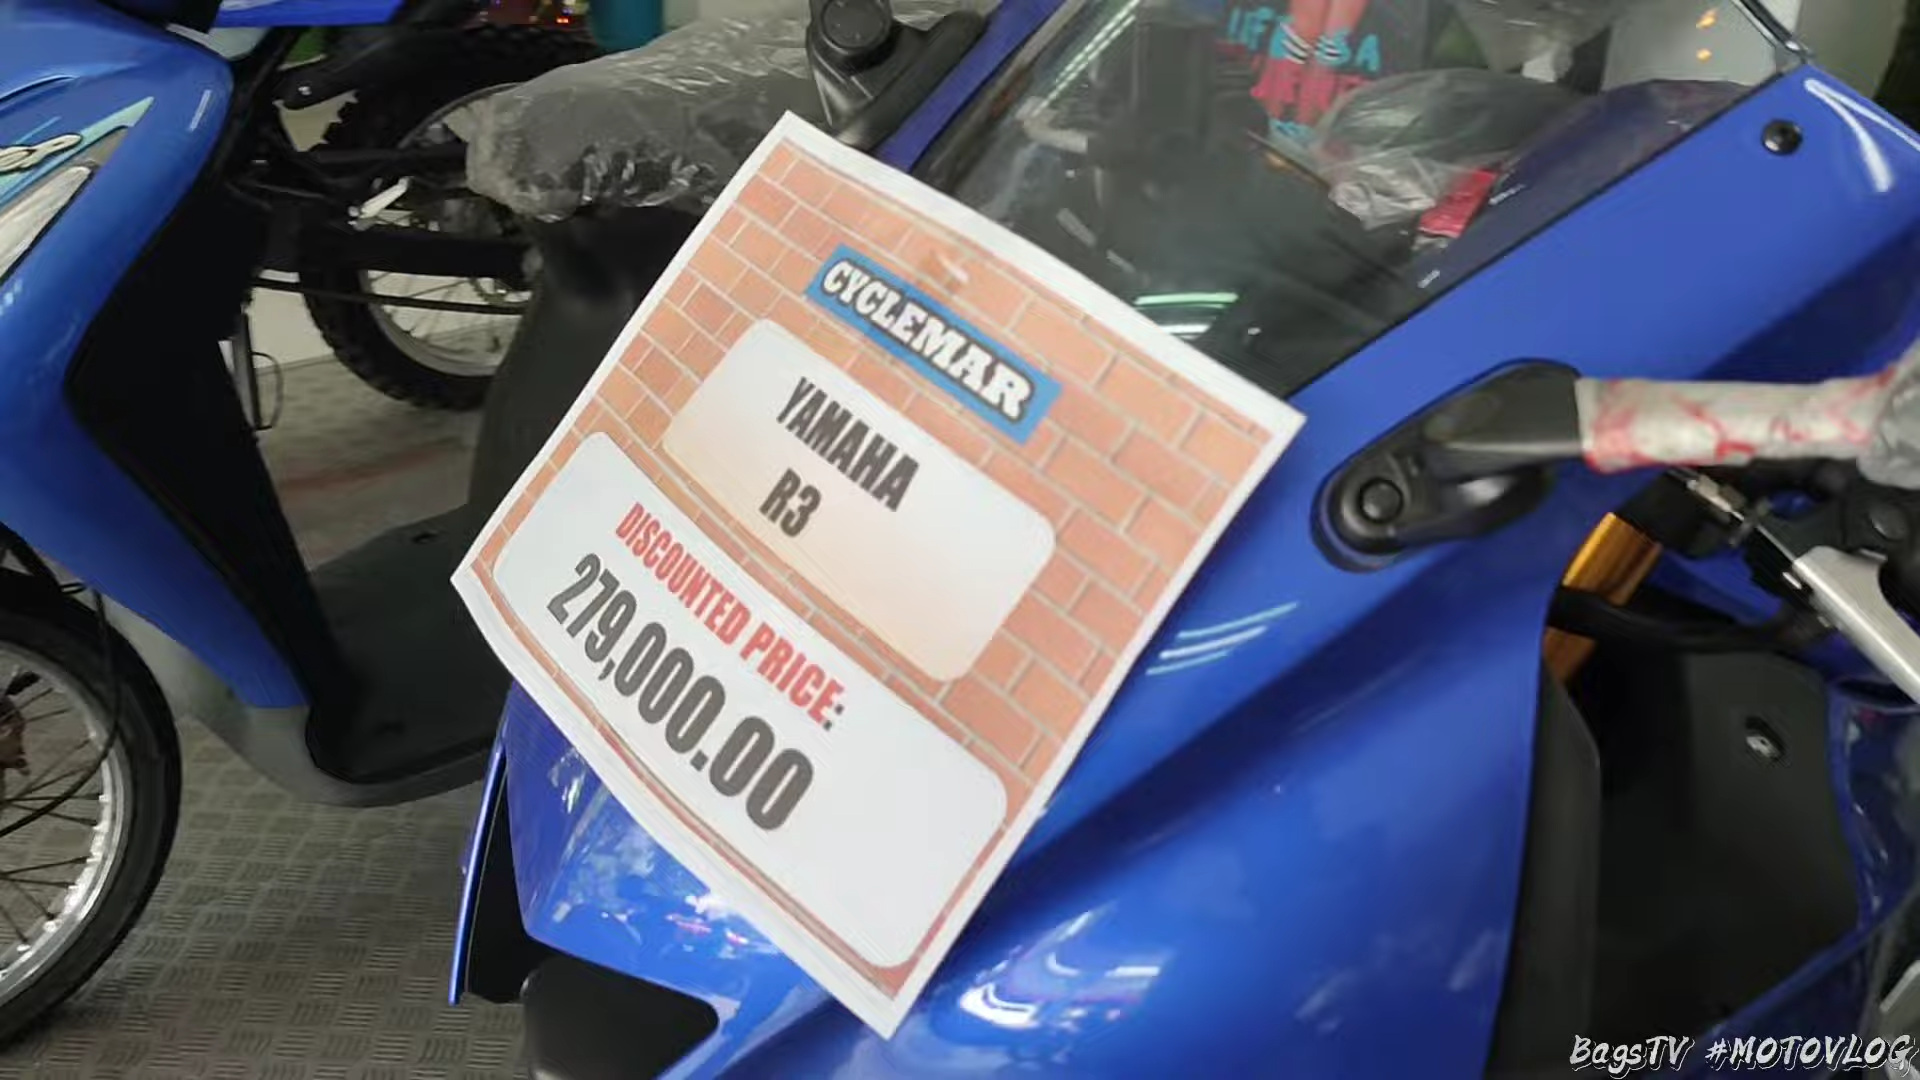 CYCLEMAR
YAMAHA
R3
DISCOUNTED PRICE:
279,000.00
BagsTV #MOTOVLOG